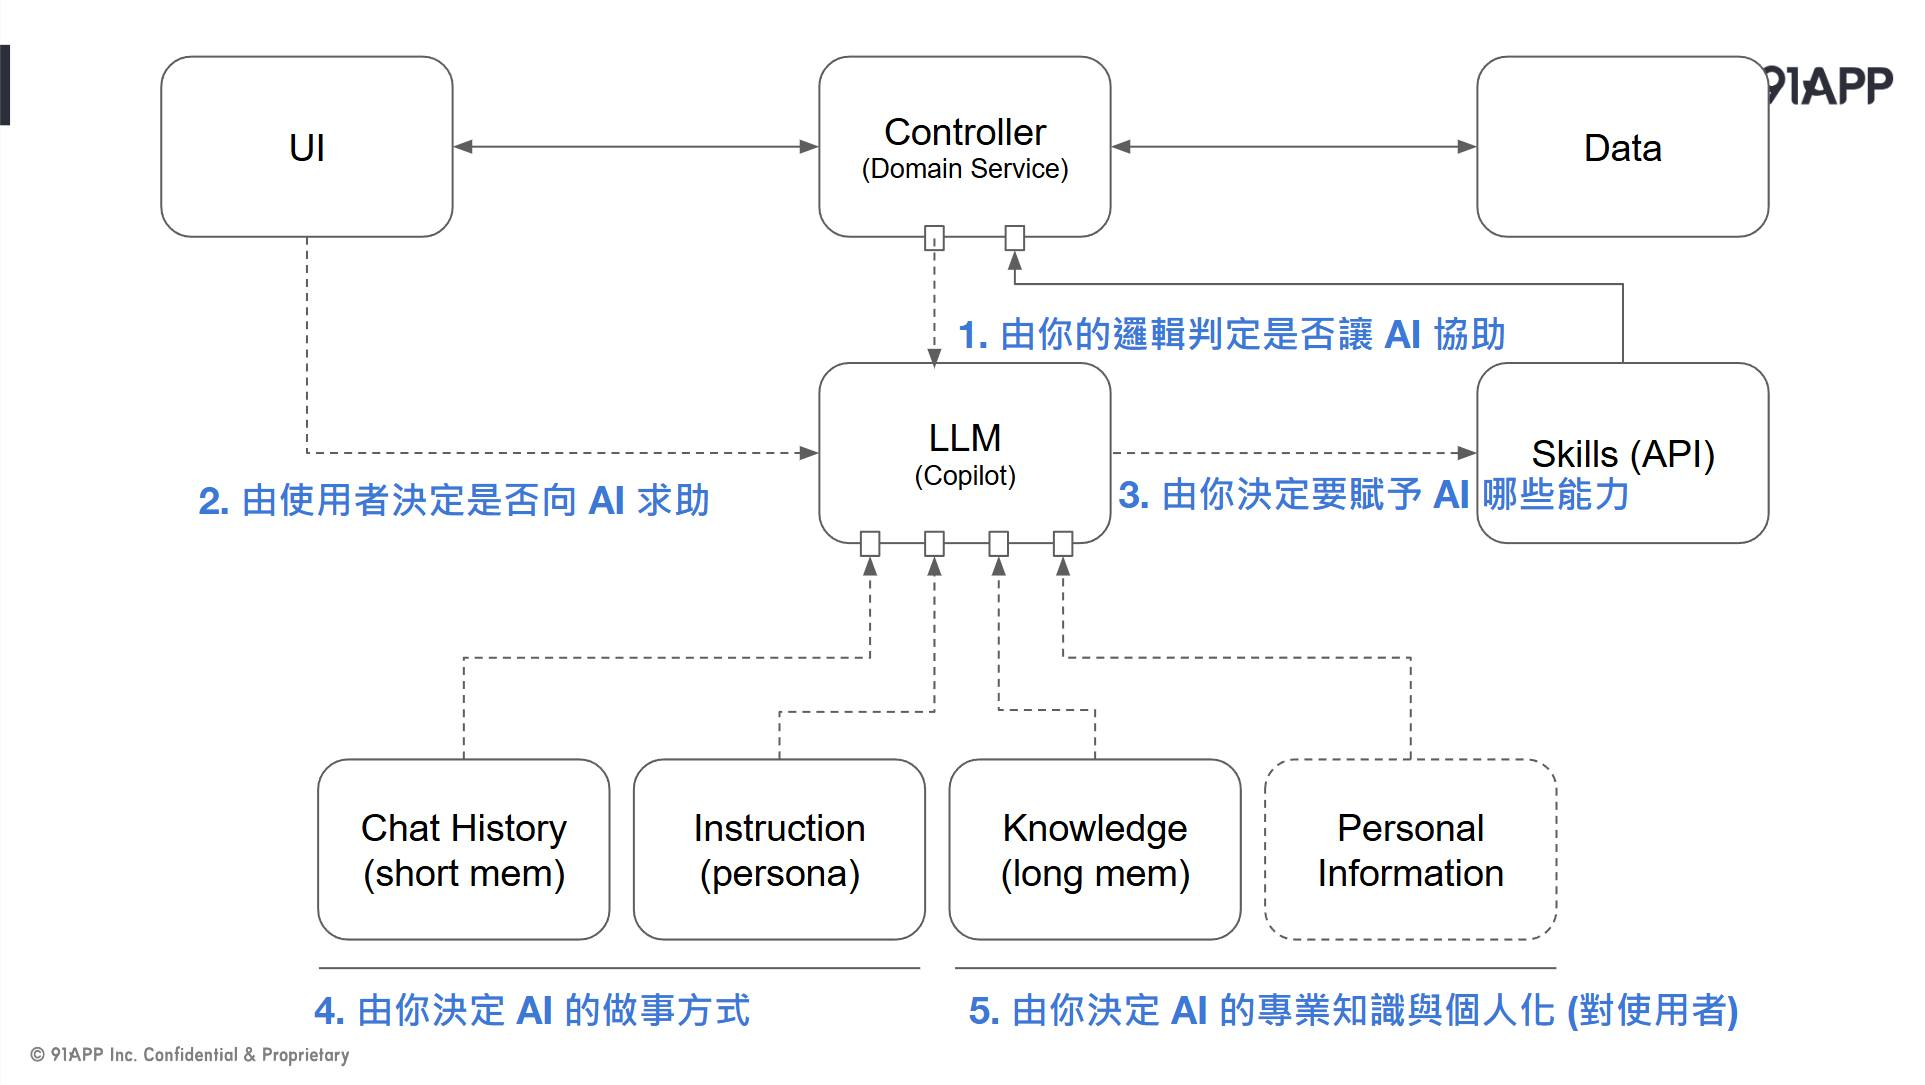 91APP
UI
Controller
(Domain Service)
Data
1. 由你的邏輯判定是否讓 AI 協助
LLM
(Copilot)
Skills (API)
2. 由使用者決定是否向 AI 求助
3. 由你決定要賦予 AI 哪些能力
Chat History
(short mem)
Instruction
(persona)
Knowledge
(long mem)
Personal
Information
4. 由你決定 AI 的做事方式
5. 由你決定 AI 的專業知識與個人化 (對使用者)
© 91APP Inc. Confidential & Proprietary